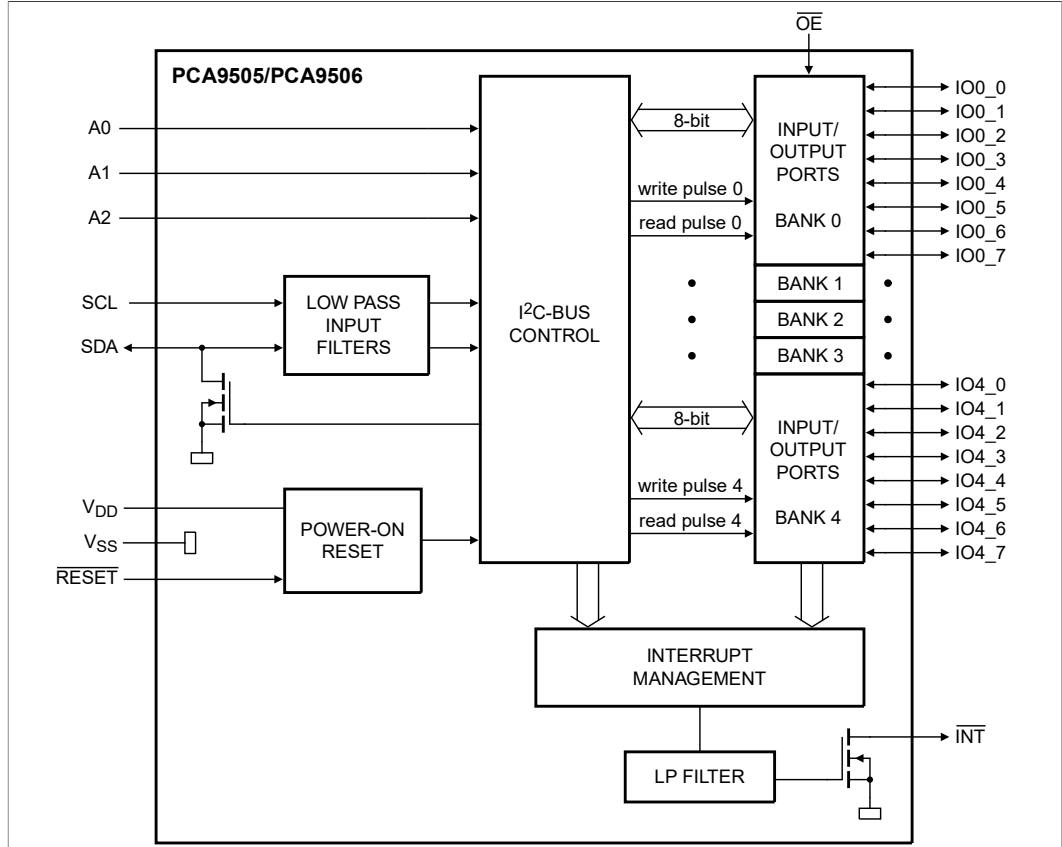 OE
PCA9505/PCA9506
A0
A1
A2
SCL
SDA
LOW PASS
INPUT
FILTERS
VDD
VSS
RESET
POWER-ON
RESET
I2C-BUS
CONTROL
8-bit
write pulse 0
read pulse 0
INPUT/
OUTPUT
PORTS
BANK 0
BANK 1
BANK 2
BANK 3
8-bit
write pulse 4
read pulse 4
INPUT/
OUTPUT
PORTS
BANK 4
IO0_0
IO0_1
IO0_2
IO0_3
IO0_4
IO0_5
IO0_6
IO0_7
IO4_0
IO4_1
IO4_2
IO4_3
IO4_4
IO4_5
IO4_6
IO4_7
INTERRUPT
MANAGEMENT
LP FILTER
INT